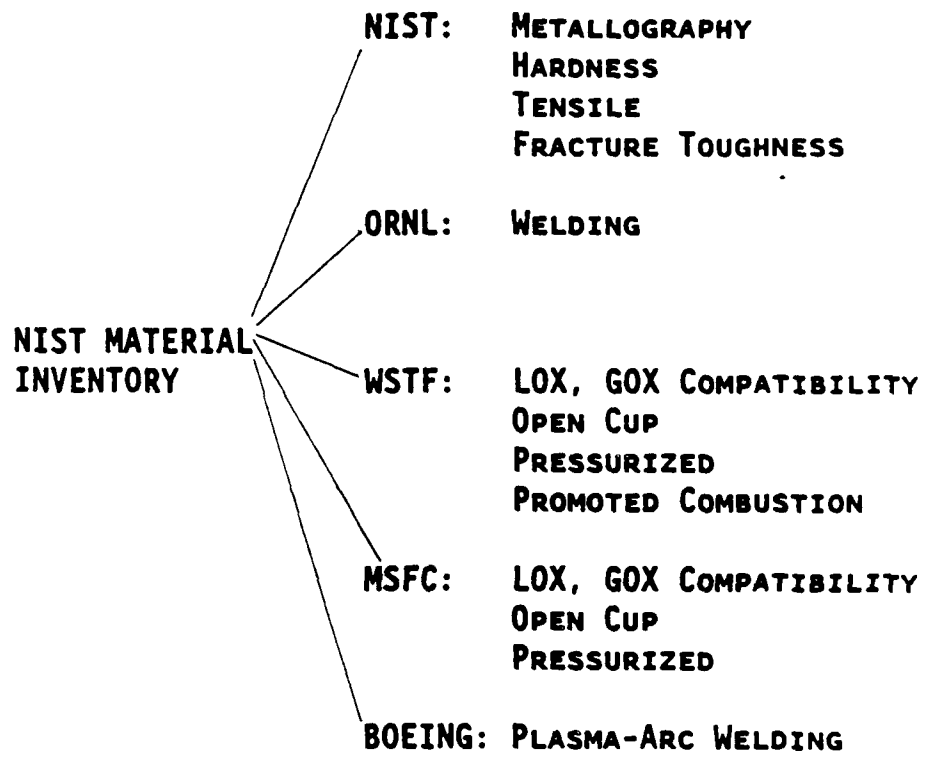 NIST: METALLOGRAPHY
HARDNESS
TENSILE
FRACTURE TOUGHNESS
ORNL: WELDING
NIST MATERIAL
INVENTORY
WSTF: LOX, GOX COMPATIBILITY
OPEN CUP
PRESSURIZED
PROMOTED COMBUSTION
MSFC: LOX, GOX COMPATIBILITY
OPEN CUP
PRESSURIZED
BOEING: PLASMA-ARC WELDING